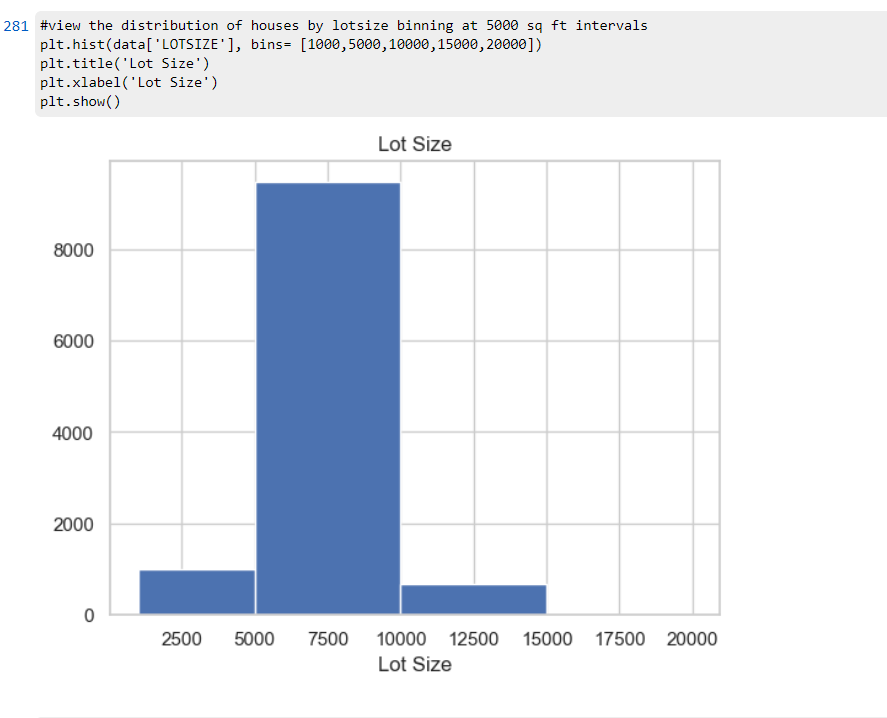 281 #view the distribution of houses by lotsize binning at 5000 sq ft intervals
plt.hist(data['LOTSIZE'], bins= [1000,5000,10000,15000,20000])
plt.title('Lot Size')
plt.xlabel('Lot Size')
plt.show()
Lot Size
8000
6000
4000
2000
0
2500 5000 7500 10000 12500 15000 17500 20000
Lot Size